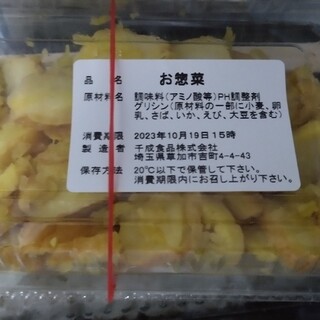 品 名 お惣菜
原材料名 調味料(アミノ酸等)PH調整剤
グリシン(原材料の一部に小麦、卵
乳、さば、いか、えび、大豆を含む)
消費期限 2023年10月19日15時
製造者 千成食品株式会社
埼玉県草加市吉町4-4-43
保存方法 20℃以下で保管して下さい。
消費期限内にお召し上がり下さい。